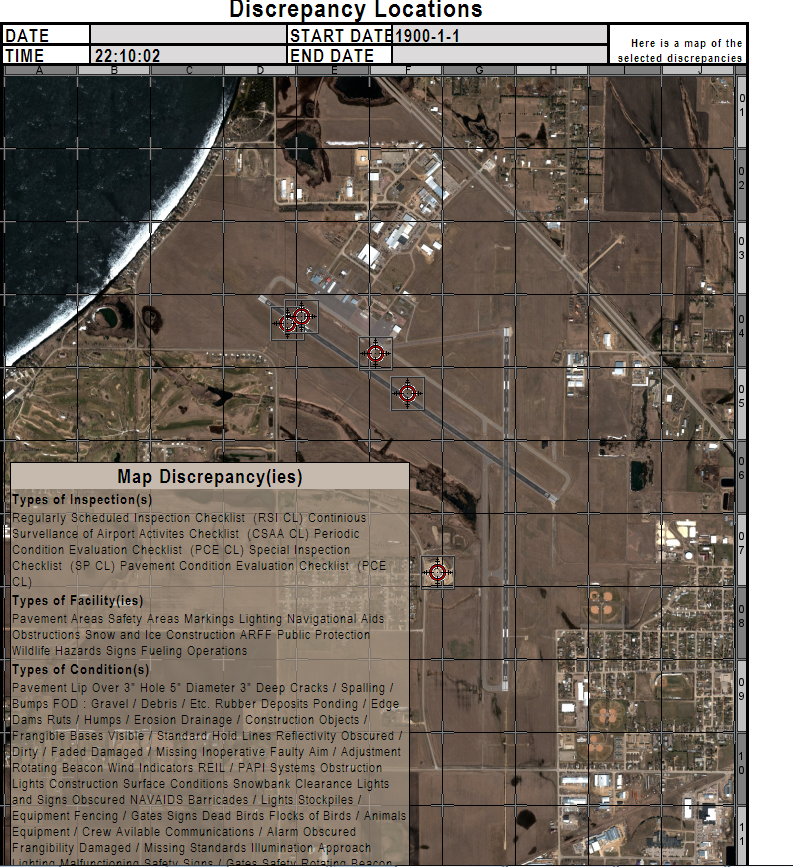 Discrepancy Locations
DATE START DATE 1900-1-1
TIME 22:10:02 END DATE
Here is a map of the
selected discrepancies
A B C D E F G H I J
01
02
03
04
05
06
07
08
09
10
11
Map Discrepancy(ies)
Types of Inspection(s)
Regularly Scheduled Inspection Checklist (RSI CL) Continious
Survellance of Airport Activites Checklist (CSAA CL) Periodic
Condition Evaluation Checklist (PCE CL) Special Inspection
Checklist (SP CL) Pavement Condition Evaluation Checklist (PCE
CL)
Types of Facility(ies)
Pavement Areas Safety Areas Markings Lighting Navigational Aids
Obstructions Snow and Ice Construction ARFF Public Protection
Wildlife Hazards Signs Fueling Operations
Types of Condition(s)
Pavement Lip Over 3" Hole 5" Diameter 3" Deep Cracks / Spalling /
Bumps FOD : Gravel / Debris / Etc. Rubber Deposits Ponding / Edge
Dams Ruts / Humps / Erosion Drainage / Construction Objects /
Frangible Bases Visible / Standard Hold Lines Reflectivity Obscured /
Dirty / Faded Damaged / Missing Inoperative Faulty Aim / Adjustment
Rotating Beacon Wind Indicators REIL / PAPI Systems Obstruction
Lights Construction Surface Conditions Snowbank Clearance Lights
and Signs Obscured NAVAIDS Barricades / Lights Stockpiles /
Equipment Fencing / Gates Signs Dead Birds Flocks of Birds / Animals
Equipment / Crew Avilable Communications / Alarm Obscured
Frangibility Damaged / Missing Standards Illumination Approach
Lighting Malfunctioning Safety Signs / Gates Safety Rotating Beacon